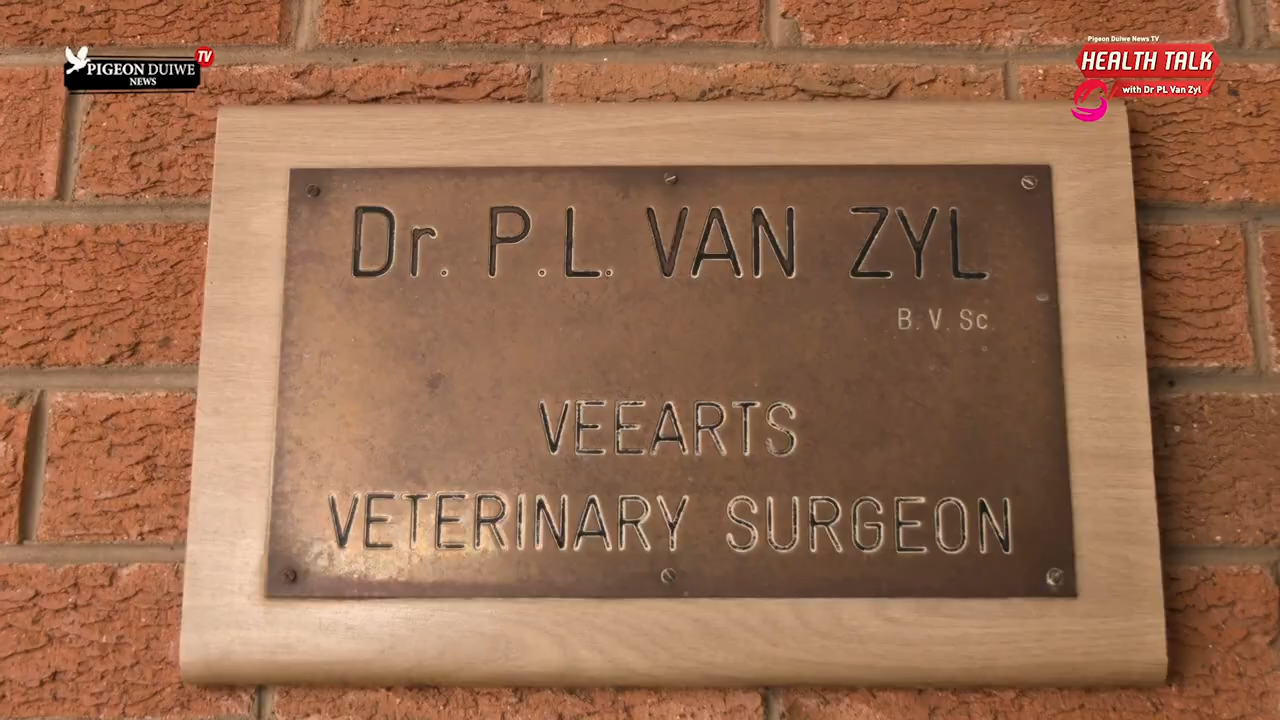 PIGEON DUIWE TV
NEWS
Pigeon Duiwe News TV
HEALTH TALK
with Dr PL Van Zyl
Dr. P.L. VAN ZYL
B. V. Sc.
VEEARTS
VETERINARY SURGEON